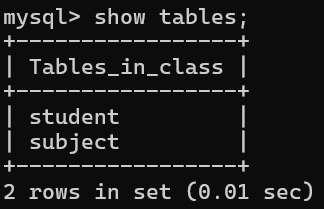 mysql> show tables;
+-----------------+
| Tables_in_class |
+-----------------+
| student         |
| subject         |
+-----------------+
2 rows in set (0.01 sec)